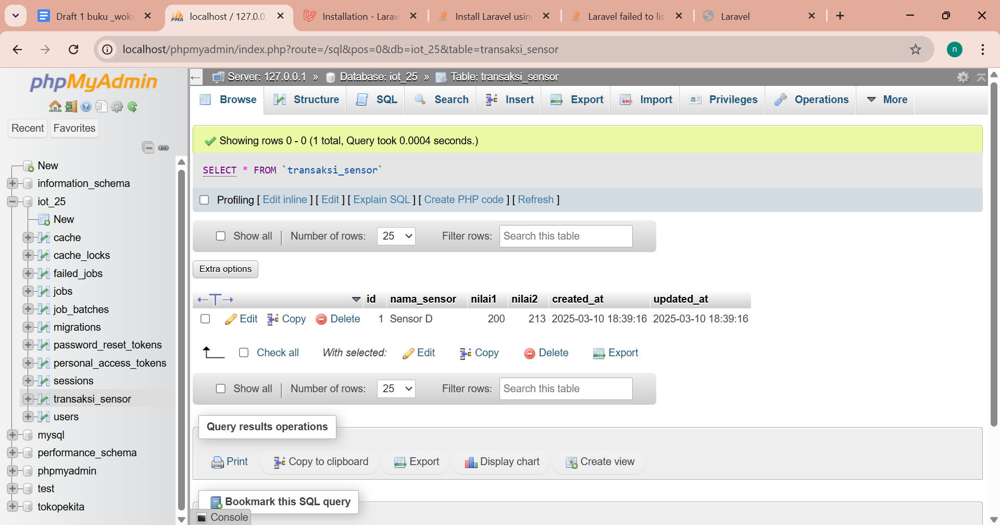 Draft 1 buku _wokw
localhost / 127.0.0.
Installation - Larav
Install Laravel usin
Laravel failed to lis
Laravel
localhost/phpmyadmin/index.php?route=/sql&pos=0&db=iot_25&table=transaksi_sensor
n
phpMyAdmin
Recent Favorites
New
information_schema
iot_25
New
cache
cache_locks
failed_jobs
jobs
job_batches
migrations
password_reset_tokens
personal_access_tokens
sessions
transaksi_sensor
users
mysql
performance_schema
phpmyadmin
test
tokopekita
Server: 127.0.0.1 » Database: iot_25 » Table: transaksi_sensor
Browse Structure SQL Search Insert Export Import Privileges Operations More
Showing rows 0 - 0 (1 total, Query took 0.0004 seconds.)
SELECT * FROM `transaksi_sensor`
Profiling [ Edit inline ] [ Edit ] [ Explain SQL ] [ Create PHP code ] [ Refresh ]
Show all | Number of rows: 25 Filter rows: Search this table
Extra options
id nama_sensor nilai1 nilai2 created_at updated_at
Edit Copy Delete 1 Sensor D 200 213 2025-03-10 18:39:16 2025-03-10 18:39:16
Check all With selected: Edit Copy Delete Export
Show all | Number of rows: 25 Filter rows: Search this table
Query results operations
Print Copy to clipboard Export Display chart Create view
Bookmark this SQL query
Console